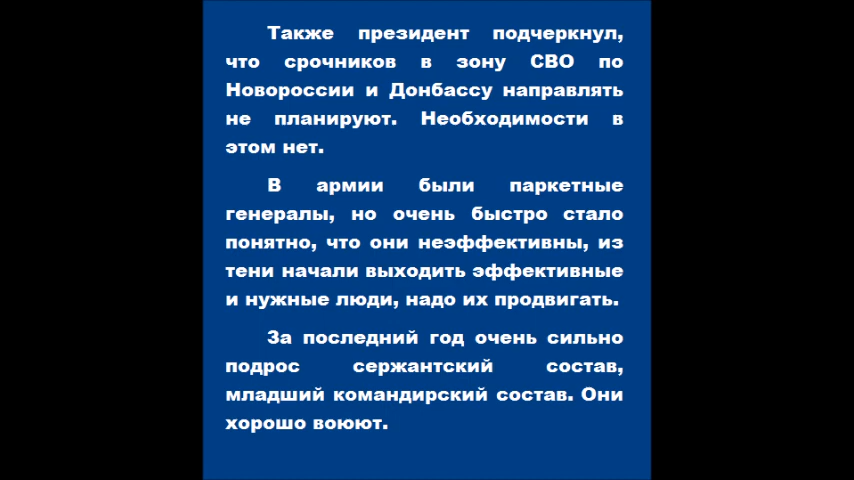 Также президент подчеркнул,
что срочников в зону СВО по
Новороссии и Донбассу направлять
не планируют. Необходимости в
этом нет.
В армии были паркетные
генералы, но очень быстро стало
понятно, что они неэффективны, из
тени начали выходить эффективные
и нужные люди, надо их продвигать.
За последний год очень сильно
подрос сержантский состав,
младший командирский состав. Они
хорошо воюют.